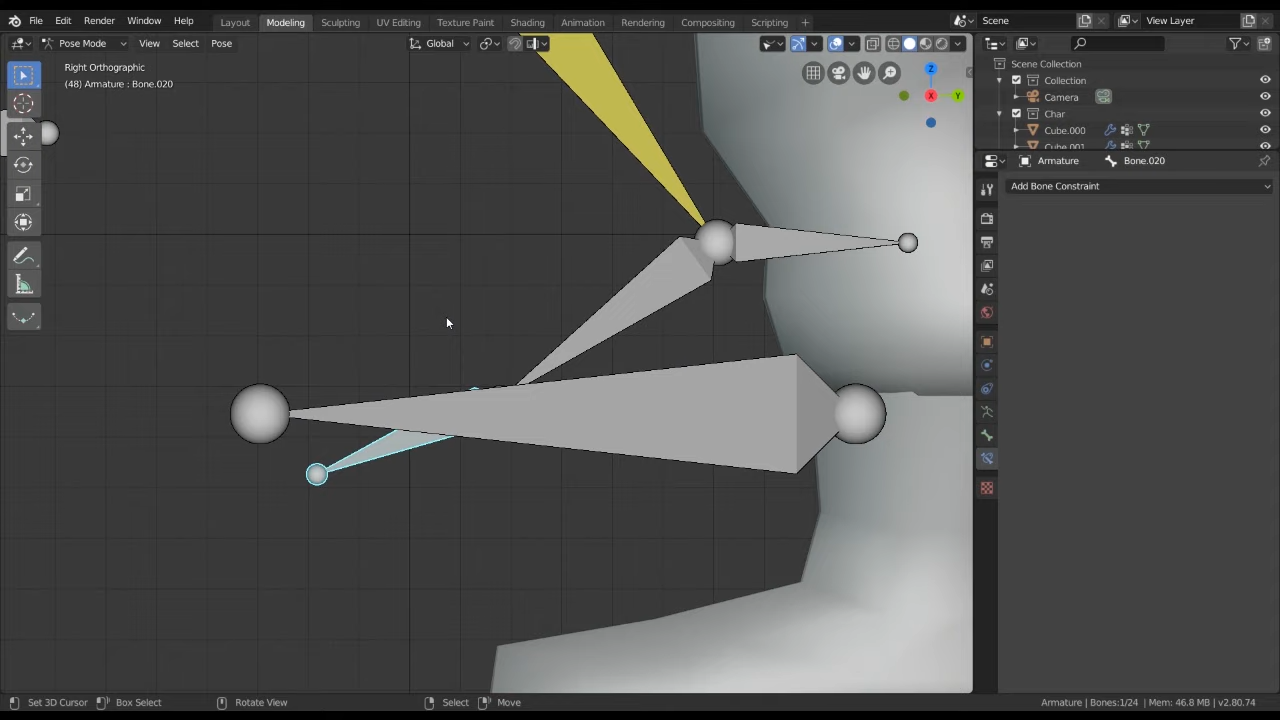 File Edit Render Window Help Layout Modeling Sculpting UV Editing Texture Paint Shading Animation Rendering Compositing Scripting + Scene View Layer
Pose Mode View Select Pose Global
Right Orthographic
(48) Armature : Bone.020
Z
X
Y
Scene Collection
Collection
Camera
Char
Cube.000
Cube.001
Armature Bone.020
Add Bone Constraint
Set 3D Cursor Box Select Rotate View Select Move Armature | Bones:1/24 | Mem: 46.8 MB | v2.80.74